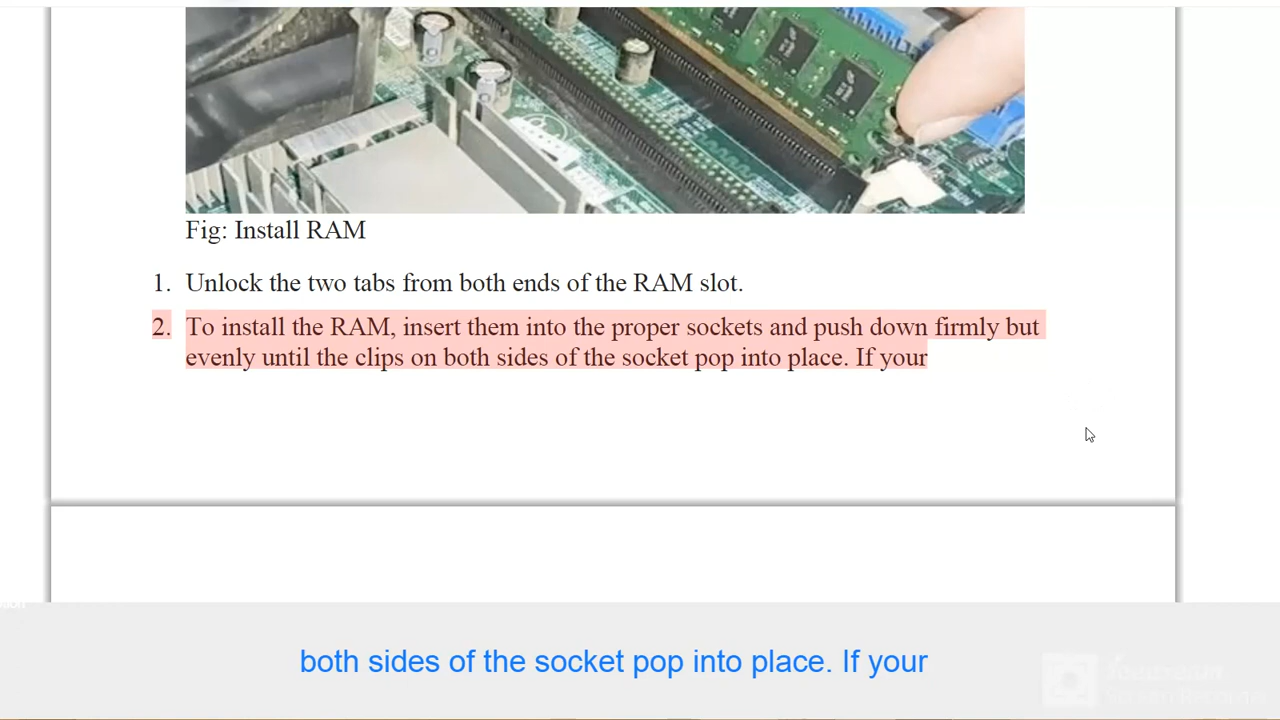 Fig: Install RAM
1. Unlock the two tabs from both ends of the RAM slot.
2. To install the RAM, insert them into the proper sockets and push down firmly but
evenly until the clips on both sides of the socket pop into place. If your
both sides of the socket pop into place. If your